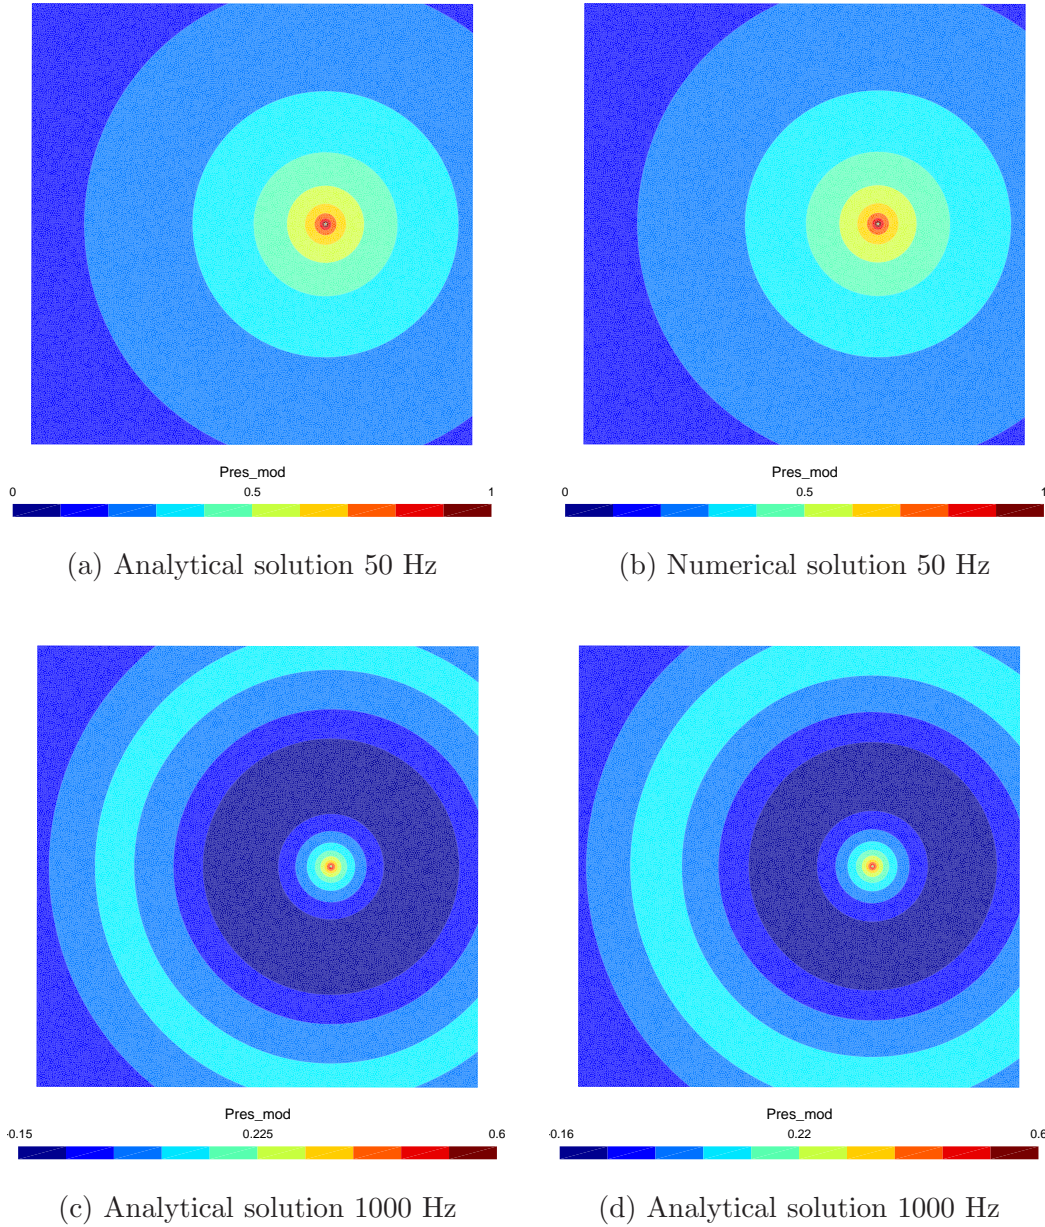 Pres_mod Pres_mod
0 0.5 1 0 0.5 1
(a) Analytical solution 50 Hz (b) Numerical solution 50 Hz
Pres_mod Pres_mod
-0.15 0.225 0.6 -0.16 0.22 0.6
(c) Analytical solution 1000 Hz (d) Analytical solution 1000 Hz